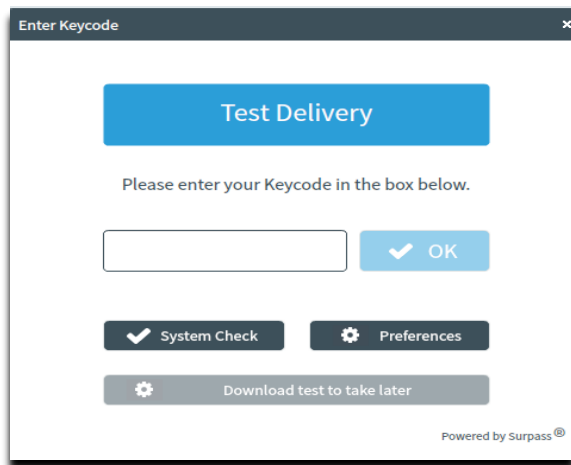 Enter Keycode
Test Delivery
Please enter your Keycode in the box below.
OK
System Check
Preferences
Download test to take later
Powered by Surpass®